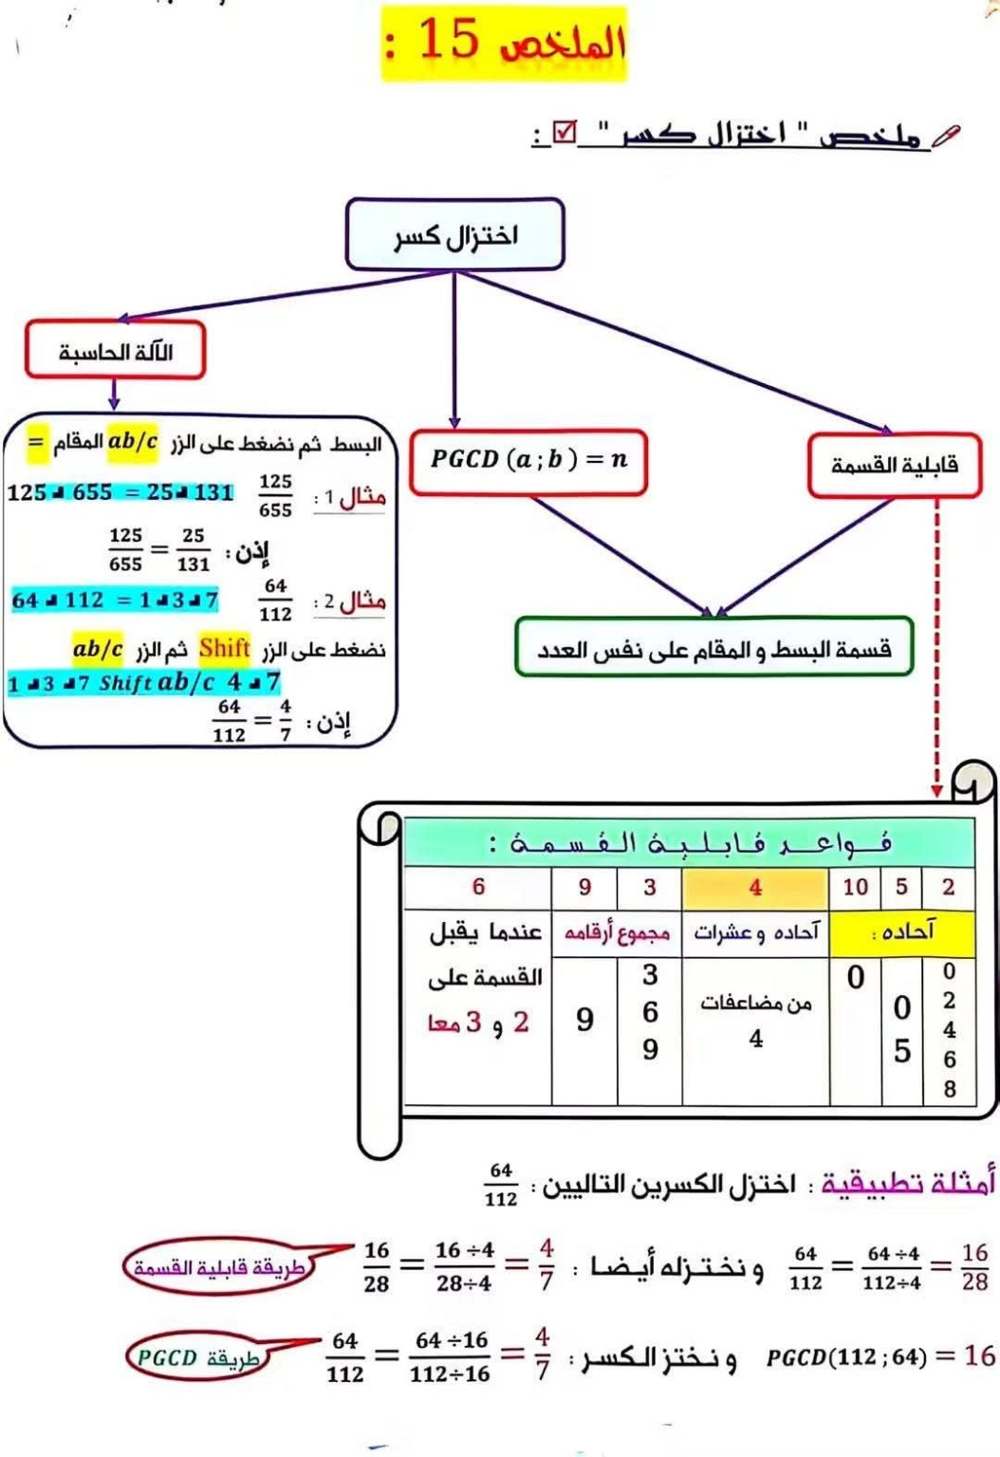 الملخص 15 :
ملخص " اختزال كسر " ☑ :
اختزال كسر
الآلة الحاسبة
البسط ثم نضغط على الزر ab/c المقام =
مثال 1 : 125/655 125 ⌟ 655 = 25 ⌟ 131
إذن : 125/655 = 25/131
مثال 2 : 64/112 64 ⌟ 112 = 1 ⌟ 3 ⌟ 7
نضغط على الزر Shift ثم الزر ab/c
1 ⌟ 3 ⌟ 7 Shift ab/c 4 ⌟ 7
إذن : 64/112 = 4/7
PGCD (a ; b) = n
قابلية القسمة
قسمة البسط و المقام على نفس العدد
قواعد قابلية القسمة :
2 5 10 4 3 9 6
آحاده :
0 2 4 6 8
0 5
0
آحاده و عشرات
من مضاعفات
4
مجموع أرقامه
3 6 9
9
عندما يقبل
القسمة على
2 و 3 معا
أمثلة تطبيقية : اختزل الكسرين التاليين : 64/112
64/112 = 64÷4/112÷4 = 16/28 و نختزله أيضا : 16/28 = 16÷4/28÷4 = 4/7 طريقة قابلية القسمة
PGCD(112 ; 64) = 16 و نختز الكسر : 64/112 = 64÷16/112÷16 = 4/7 طريقة PGCD